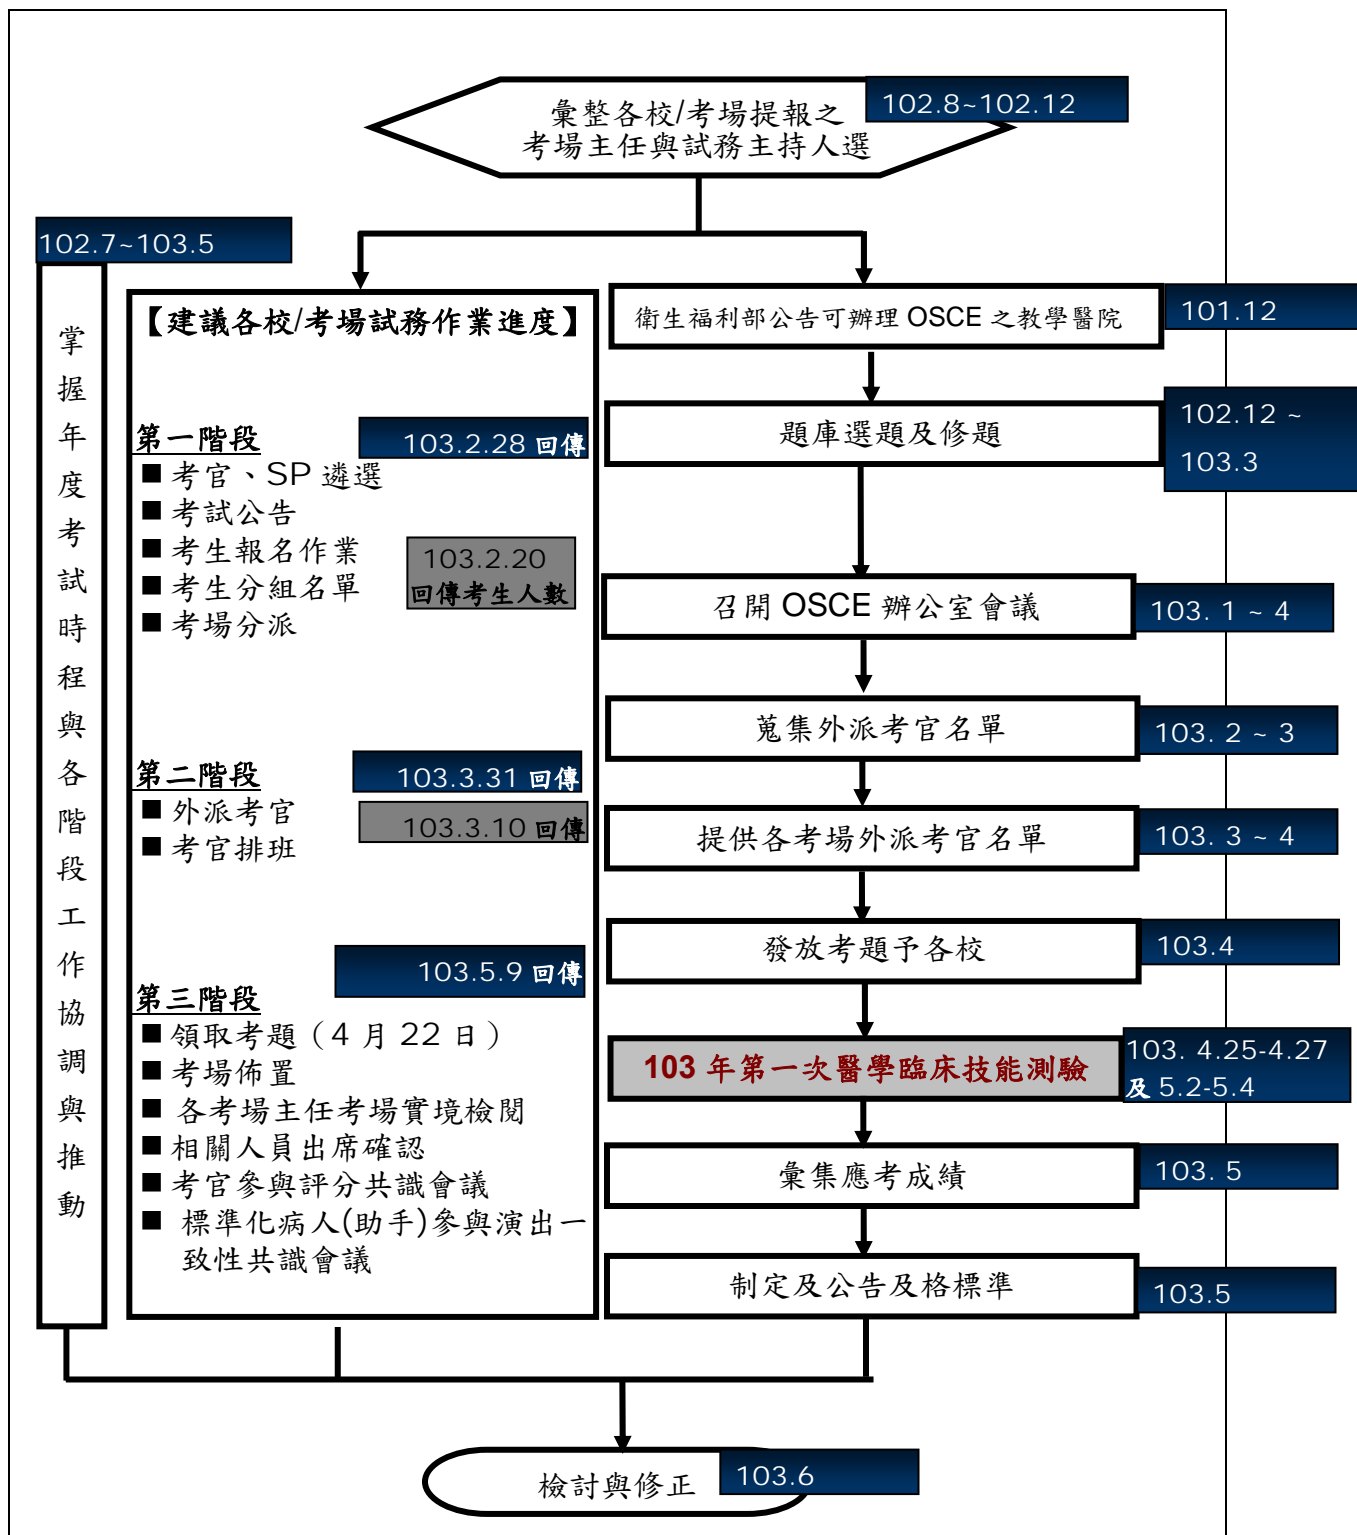 彙整各校/考場提報之
考場主任與試務主持人選
102.8~102.12
102.7~103.5
掌握年度考試時程與各階段工作協調與推動
【建議各校/考場試務作業進度】
第一階段
103.2.28 回傳
■ 考官、SP 遴選
■ 考試公告
■ 考生報名作業
■ 考生分組名單
■ 考場分派
103.2.20
回傳考生人數
第二階段
103.3.31 回傳
■ 外派考官
■ 考官排班
103.3.10 回傳
103.5.9 回傳
第三階段
■ 領取考題（4 月 22 日）
■ 考場佈置
■ 各考場主任考場實境檢閱
■ 相關人員出席確認
■ 考官參與評分共識會議
■ 標準化病人(助手)參與演出一
致性共識會議
衛生福利部公告可辦理 OSCE 之教學醫院
101.12
題庫選題及修題
102.12 ~
103.3
召開 OSCE 辦公室會議
103. 1 ~ 4
蒐集外派考官名單
103. 2 ~ 3
提供各考場外派考官名單
103. 3 ~ 4
發放考題予各校
103.4
103 年第一次醫學臨床技能測驗
103. 4.25-4.27
及 5.2-5.4
彙集應考成績
103. 5
制定及公告及格標準
103.5
檢討與修正
103.6